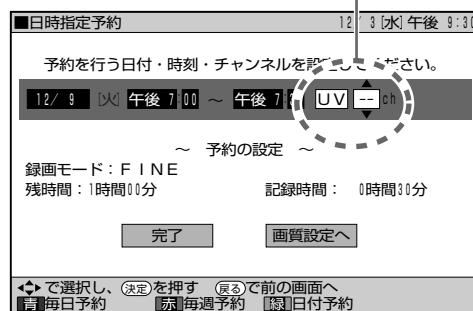 ■日時指定予約 12/ 3 [水] 午後 9:30
予約を行う日付・時刻・チャンネルを設定してください。
12/ 9 [火] 午後 7:00 ～ 午後 7: UV -- ch
～ 予約の設定 ～
録画モード：ＦＩＮＥ
残時間：1時間00分 記録時間： 0時間30分
完了 画質設定へ
で選択し、決定を押す 戻るで前の画面へ
青 毎日予約 赤 毎週予約 緑 日付予約